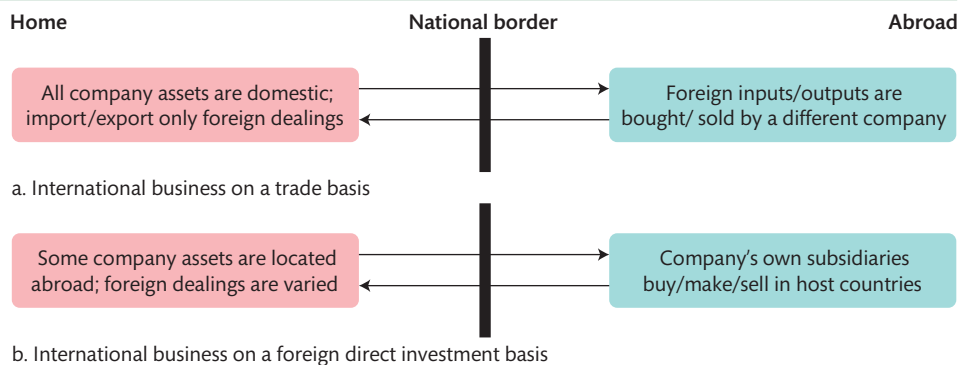 Home National border Abroad
All company assets are domestic;
import/export only foreign dealings
Foreign inputs/outputs are
bought/ sold by a different company
a. International business on a trade basis
Some company assets are located
abroad; foreign dealings are varied
Company’s own subsidiaries
buy/make/sell in host countries
b. International business on a foreign direct investment basis